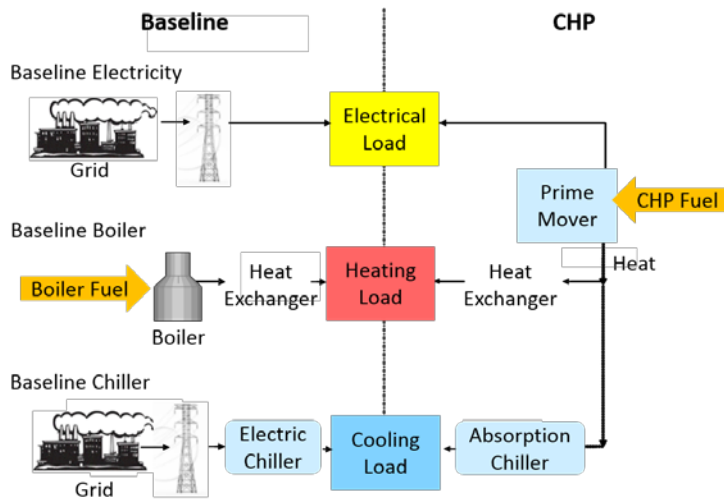 Baseline
CHP
Baseline Electricity
Grid
Electrical
Load
Prime
Mover
CHP Fuel
Heat
Baseline Boiler
Boiler Fuel
Boiler
Heat
Exchanger
Heating
Load
Heat
Exchanger
Baseline Chiller
Grid
Electric
Chiller
Cooling
Load
Absorption
Chiller